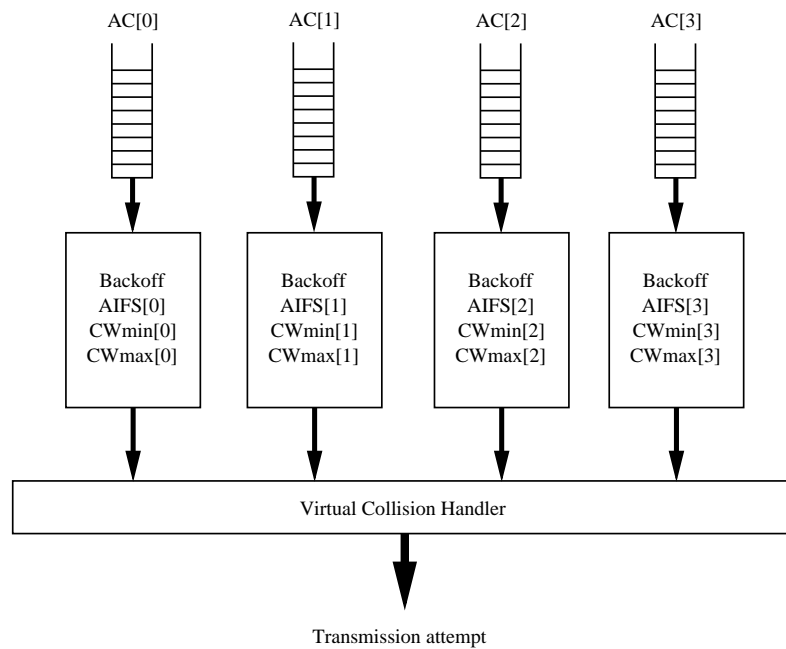 AC[0]
AC[1]
AC[2]
AC[3]
Backoff
AIFS[0]
CWmin[0]
CWmax[0]
Backoff
AIFS[1]
CWmin[1]
CWmax[1]
Backoff
AIFS[2]
CWmin[2]
CWmax[2]
Backoff
AIFS[3]
CWmin[3]
CWmax[3]
Virtual Collision Handler
Transmission attempt